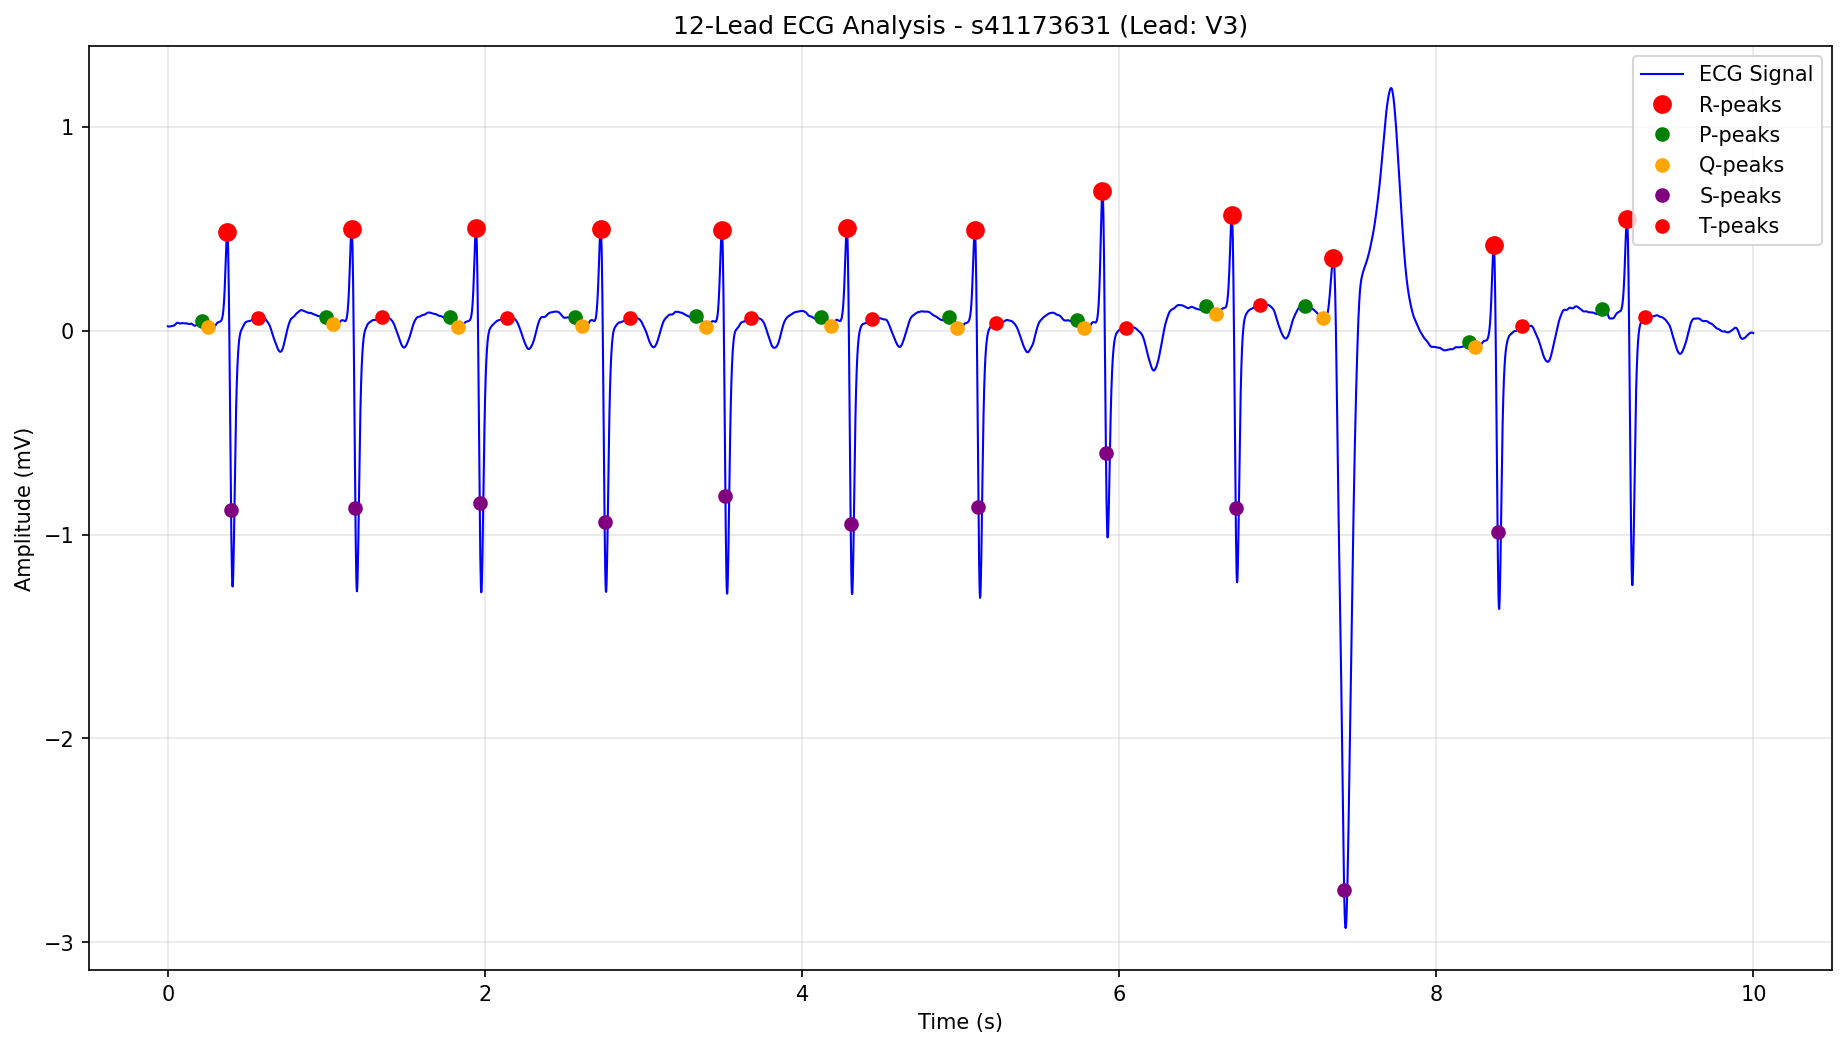 12-Lead ECG Analysis - s41173631 (Lead: V3)
ECG Signal
R-peaks
P-peaks
Q-peaks
S-peaks
T-peaks
Amplitude (mV)
1
0
−1
−2
−3
0
2
4
6
8
10
Time (s)